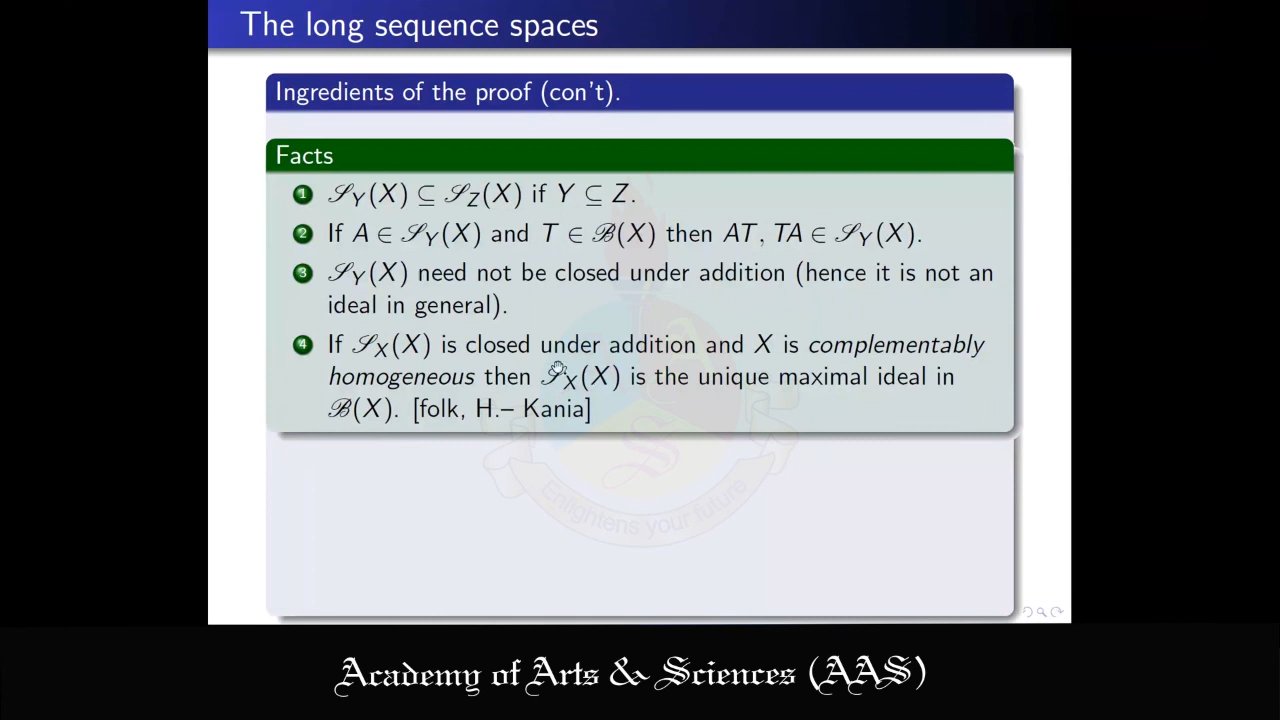 The long sequence spaces
Ingredients of the proof (con't).
Facts
1 𝒮_Y(X) ⊆ 𝒮_Z(X) if Y ⊆ Z.
2 If A ∈ 𝒮_Y(X) and T ∈ ℬ(X) then AT, TA ∈ 𝒮_Y(X).
3 𝒮_Y(X) need not be closed under addition (hence it is not an
ideal in general).
4 If 𝒮_X(X) is closed under addition and X is complementably
homogeneous then 𝒮_X(X) is the unique maximal ideal in
ℬ(X). [folk, H.– Kania]
Enlightens your future
Academy of Arts & Sciences (AAS)